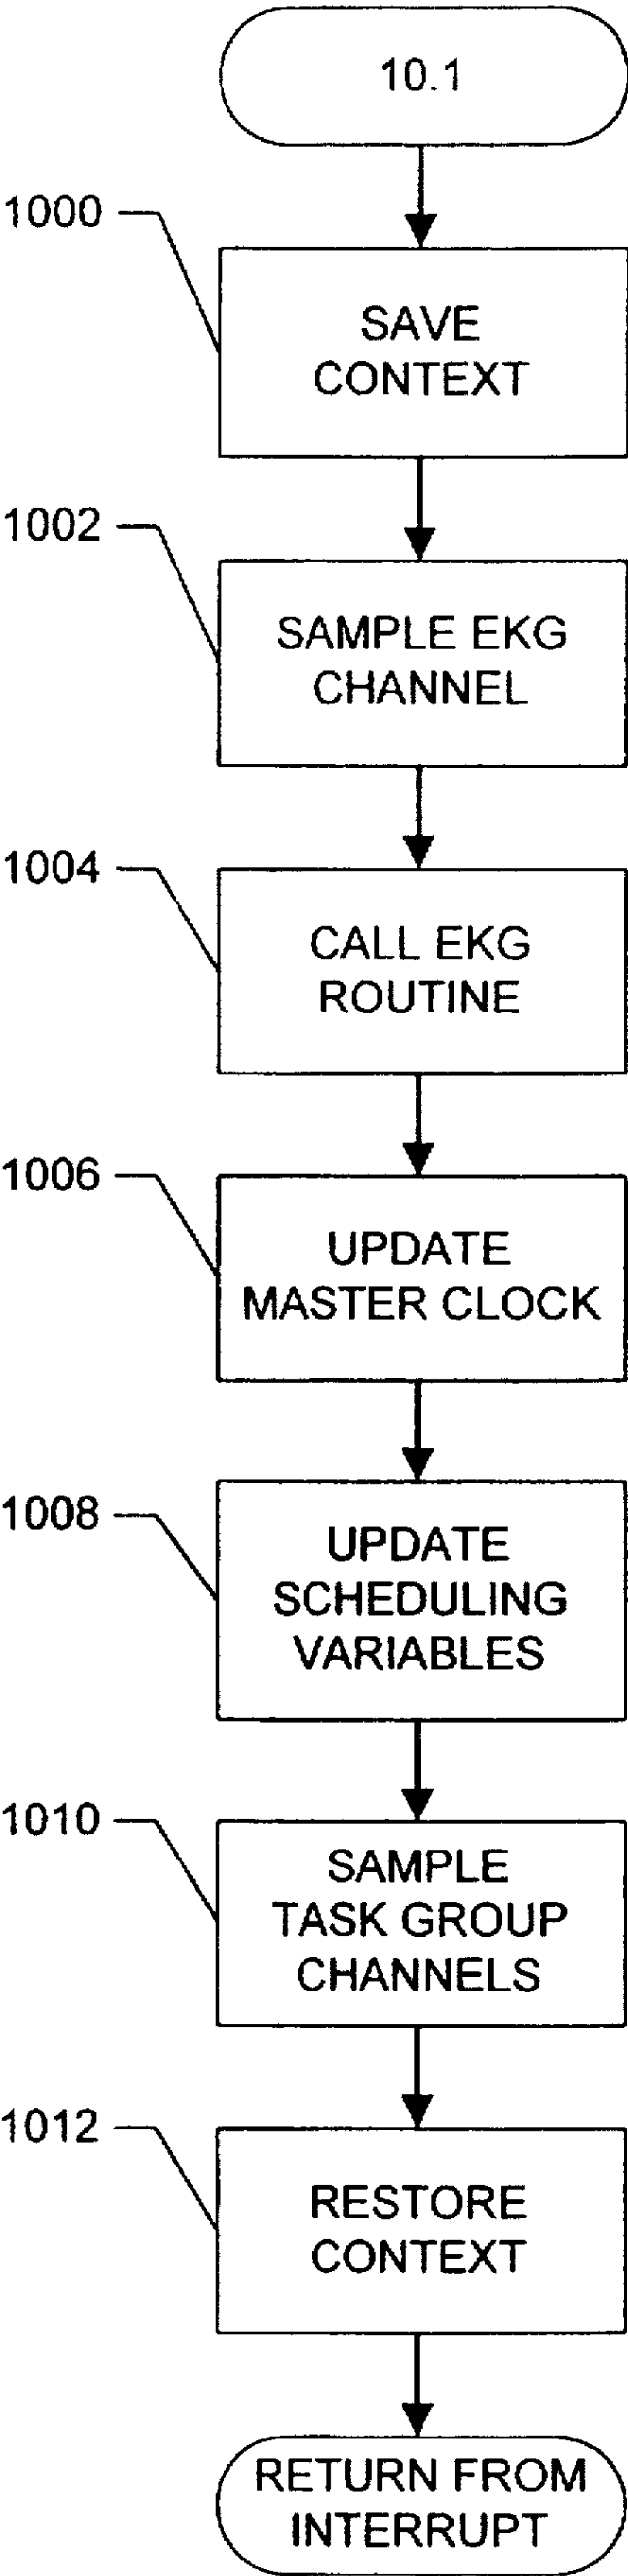 10.1
1000
SAVE
CONTEXT
1002
SAMPLE EKG
CHANNEL
1004
CALL EKG
ROUTINE
1006
UPDATE
MASTER CLOCK
1008
UPDATE
SCHEDULING
VARIABLES
1010
SAMPLE
TASK GROUP
CHANNELS
1012
RESTORE
CONTEXT
RETURN FROM
INTERRUPT